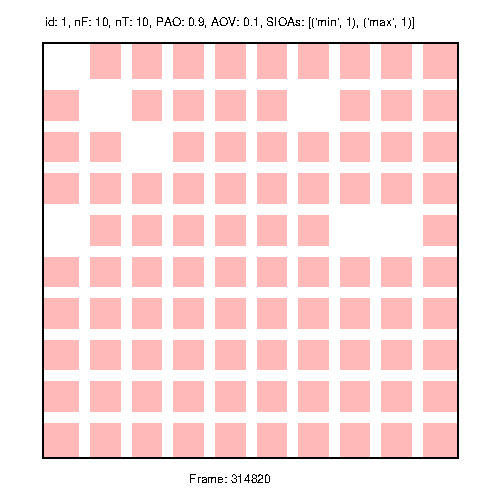 id: 1, nF: 10, nT: 10, PAO: 0.9, AOV: 0.1, SIOAs: [('min', 1), ('max', 1)]
Frame: 314820